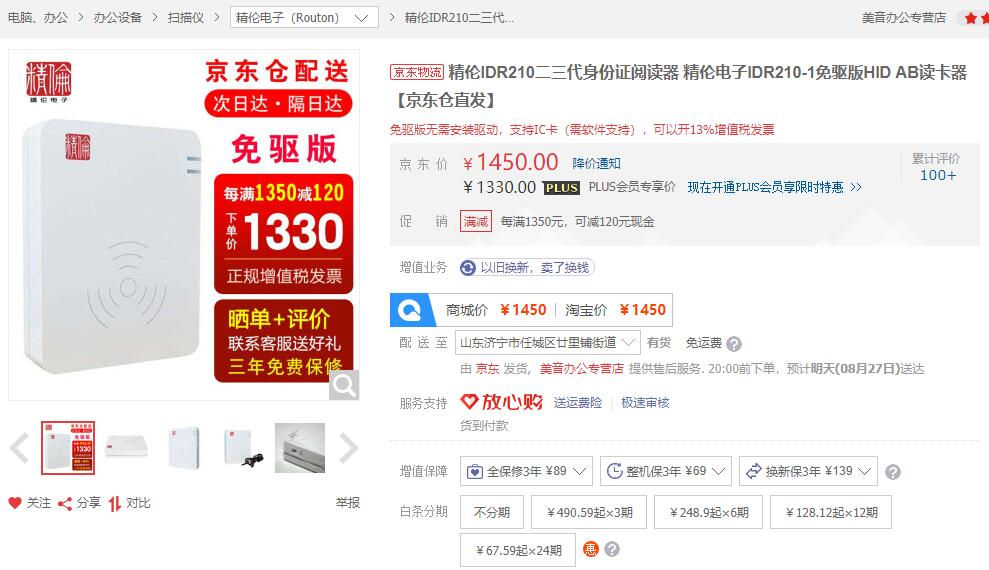 电脑、办公 > 办公设备 > 扫描仪 > 精伦电子（Routon） > 精伦IDR210二三代...
美音办公专营店
精倫
精伦电子
京东仓配送
次日达·隔日达
精倫
免驱版
每满1350减120
下单价 1330
正规增值税发票
晒单+评价
联系客服送好礼
三年免费保修
关注 分享 对比
举报
京东物流 精伦IDR210二三代身份证阅读器 精伦电子IDR210-1免驱版HID AB读卡器
【京东仓直发】
免驱版无需安装驱动，支持IC卡（需软件支持），可以开13%增值税发票
京东价 ￥1450.00 降价通知
累计评价
100+
￥1330.00 PLUS PLUS会员专享价 现在开通PLUS会员享限时特惠 >>
促销 满减 每满1350元，可减120元现金
增值业务 以旧换新，卖了换钱
商城价 ￥1450 淘宝价 ￥1450
配送至 山东济宁市任城区廿里铺街道 有货 免运费 ?
由 京东 发货，美音办公专营店 提供售后服务. 20:00前下单，预计明天(08月27日)送达
服务支持 放心购 送运费险 极速审核
货到付款
增值保障 全保修3年 ￥89 整机保3年 ￥69 换新保3年 ￥139 ?
白条分期 不分期 ￥490.59起×3期 ￥248.9起×6期 ￥128.12起×12期
￥67.59起×24期 惠 ?